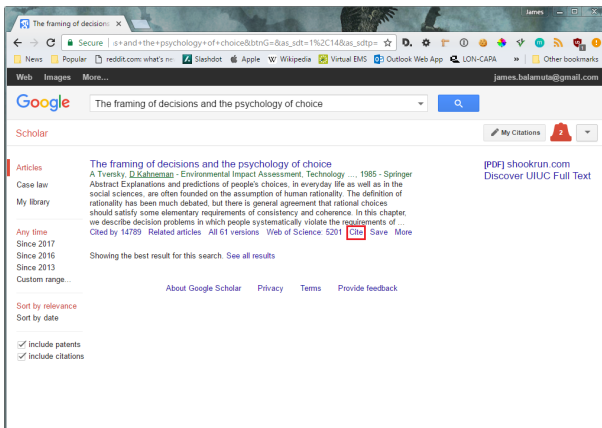 James
The framing of decisions
Secure | is+and+the+psychology+of+choice&btnG=&as_sdt=1%2C14&as_sdtp=
News Popular reddit.com: what's ne Slashdot Apple Wikipedia Virtual EMS Outlook Web App LON-CAPA » Other bookmarks
Web Images More... james.balamuta@gmail.com
Google The framing of decisions and the psychology of choice
Scholar My Citations 2
Articles
Case law
My library
Any time
Since 2017
Since 2016
Since 2013
Custom range...
Sort by relevance
Sort by date
include patents
include citations
The framing of decisions and the psychology of choice
A Tversky, D Kahneman - Environmental Impact Assessment, Technology ..., 1985 - Springer
Abstract Explanations and predictions of people's choices, in everyday life as well as in the
social sciences, are often founded on the assumption of human rationality. The definition of
rationality has been much debated, but there is general agreement that rational choices
should satisfy some elementary requirements of consistency and coherence. In this chapter,
we describe decision problems in which people systematically violate the requirements of ...
Cited by 14789 Related articles All 61 versions Web of Science: 5201 Cite Save More
Showing the best result for this search. See all results
[PDF] shookrun.com
Discover UIUC Full Text
About Google Scholar Privacy Terms Provide feedback